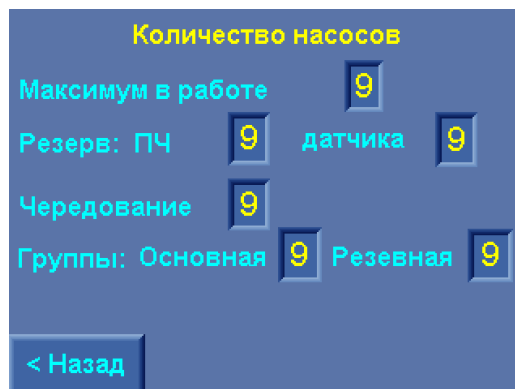 Количество насосов
Максимум в работе 9
Резерв: ПЧ 9 датчика 9
Чередование 9
Группы: Основная 9 Резевная 9
< Назад